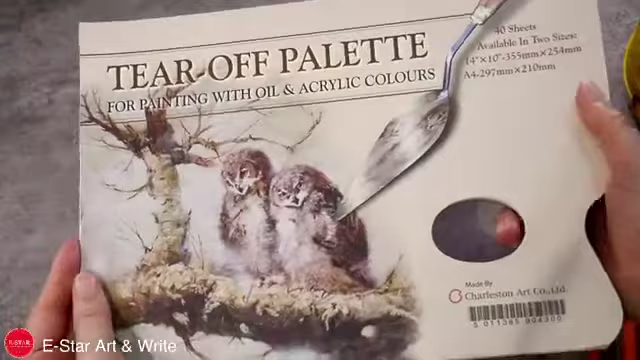 TEAR-OFF PALETTE
FOR PAINTING WITH OIL & ACRYLIC COLOURS
40 Sheets
Available In Two Sizes:
14"×10"-355mm×254mm
A4-297mm×210mm
Made By
Charleston Art Co., Ltd.
5 011385 904300
E-STAR
E-Star Art & Write